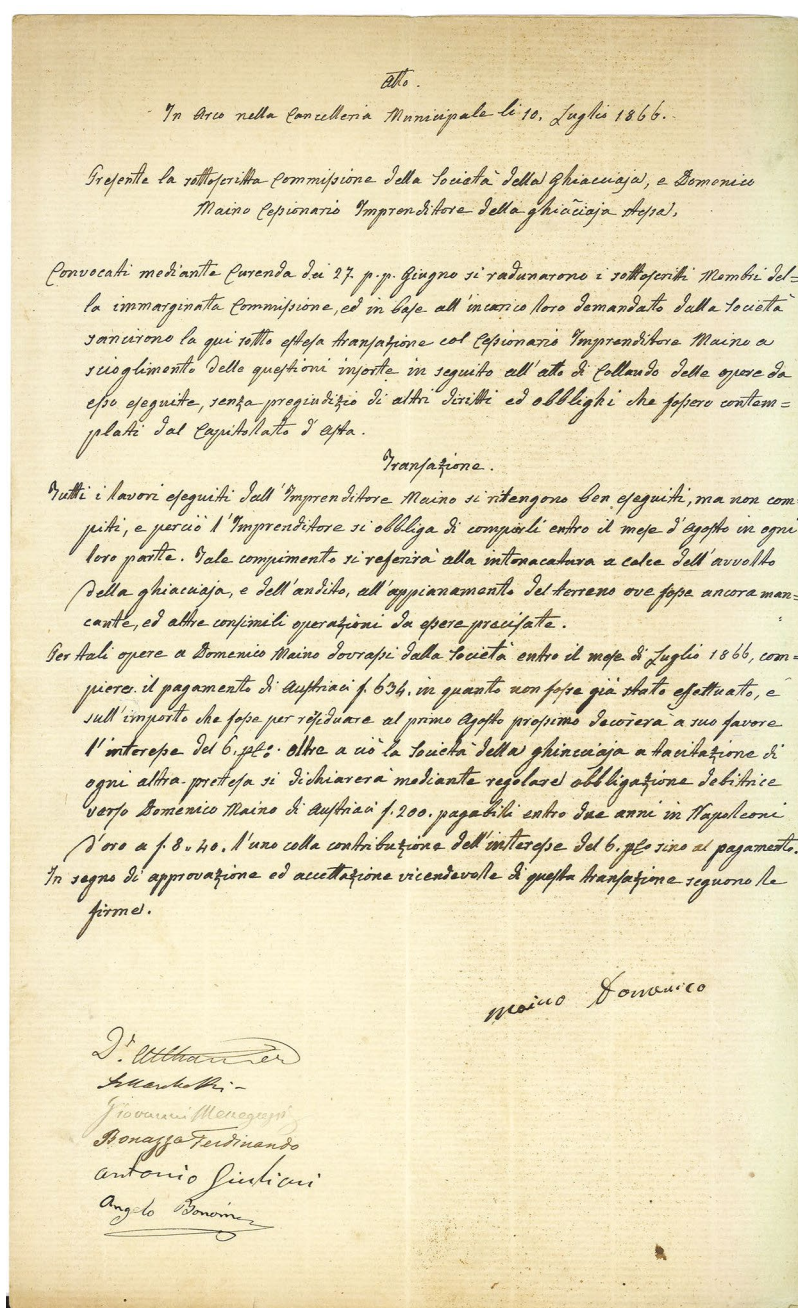 Atto.
In Arco nella Cancelleria Municipale li 10. Luglio 1866.
Presente la sottoscritta Commissione della Società della Ghiacciaja, e Domenico
Maino Cessionario Imprenditore della ghiacciaja stessa,
Convocati mediante Curenda dei 27. p. p. Giugno si radunarono i sottoscritti Membri del=
la immarginata Commissione, ed in base all'incarico loro demandato dalla Società
sancirono la qui sotto estesa transazione col Cessionario Imprenditore Maino a
scioglimento delle questioni insorte in seguito all'atto di Collaudo delle opere da
esso eseguite, senza pregiudizio di altri diritti ed obblighi che fossero contem=
plati dal Capitolato d'Asta.
Transazione.
Tutti i lavori eseguiti dall'Imprenditore Maino si ritengono ben eseguiti, ma non com=
piti, e perciò l'Imprenditore si obbliga di compirli entro il mese d'Agosto in ogni
loro parte. Tale compimento si referirà alla intonacatura a calce dell'avvolto
della ghiacciaja, e dell'andito, all'appianamento del terreno ove fosse ancora man=
cante, ed altre consimili operazioni da essere precisate.
Per tali opere a Domenico Maino dovrassi dalla Società entro il mese di Luglio 1866, com=
piere il pagamento di Austriaci f. 634. in quanto non fosse già stato effettuato, e
sull'importo che fosse per residuare al primo Agosto prossimo decorerà a suo favore
l'interesse del 6. pC.to Oltre a ciò la Società della ghiacciaja a tacitazione di
ogni altra pretesa si dichiarerà mediante regolare obbligazione debitrice
verso Domenico Maino di Austriaci f. 200. pagabili entro due anni in Napoleoni
d'oro a f. 8.40. l'uno colla contribuzione dell'interesse del 6. pC.to sino al pagamento.
In segno di approvazione ed accettazione vicendevole di questa transazione seguono le
firme.
Maino Domenico
Dr.
Giovanni Menegozzi
Bonazza Ferdinando
Antonio Giuliani
Angelo Bonomi